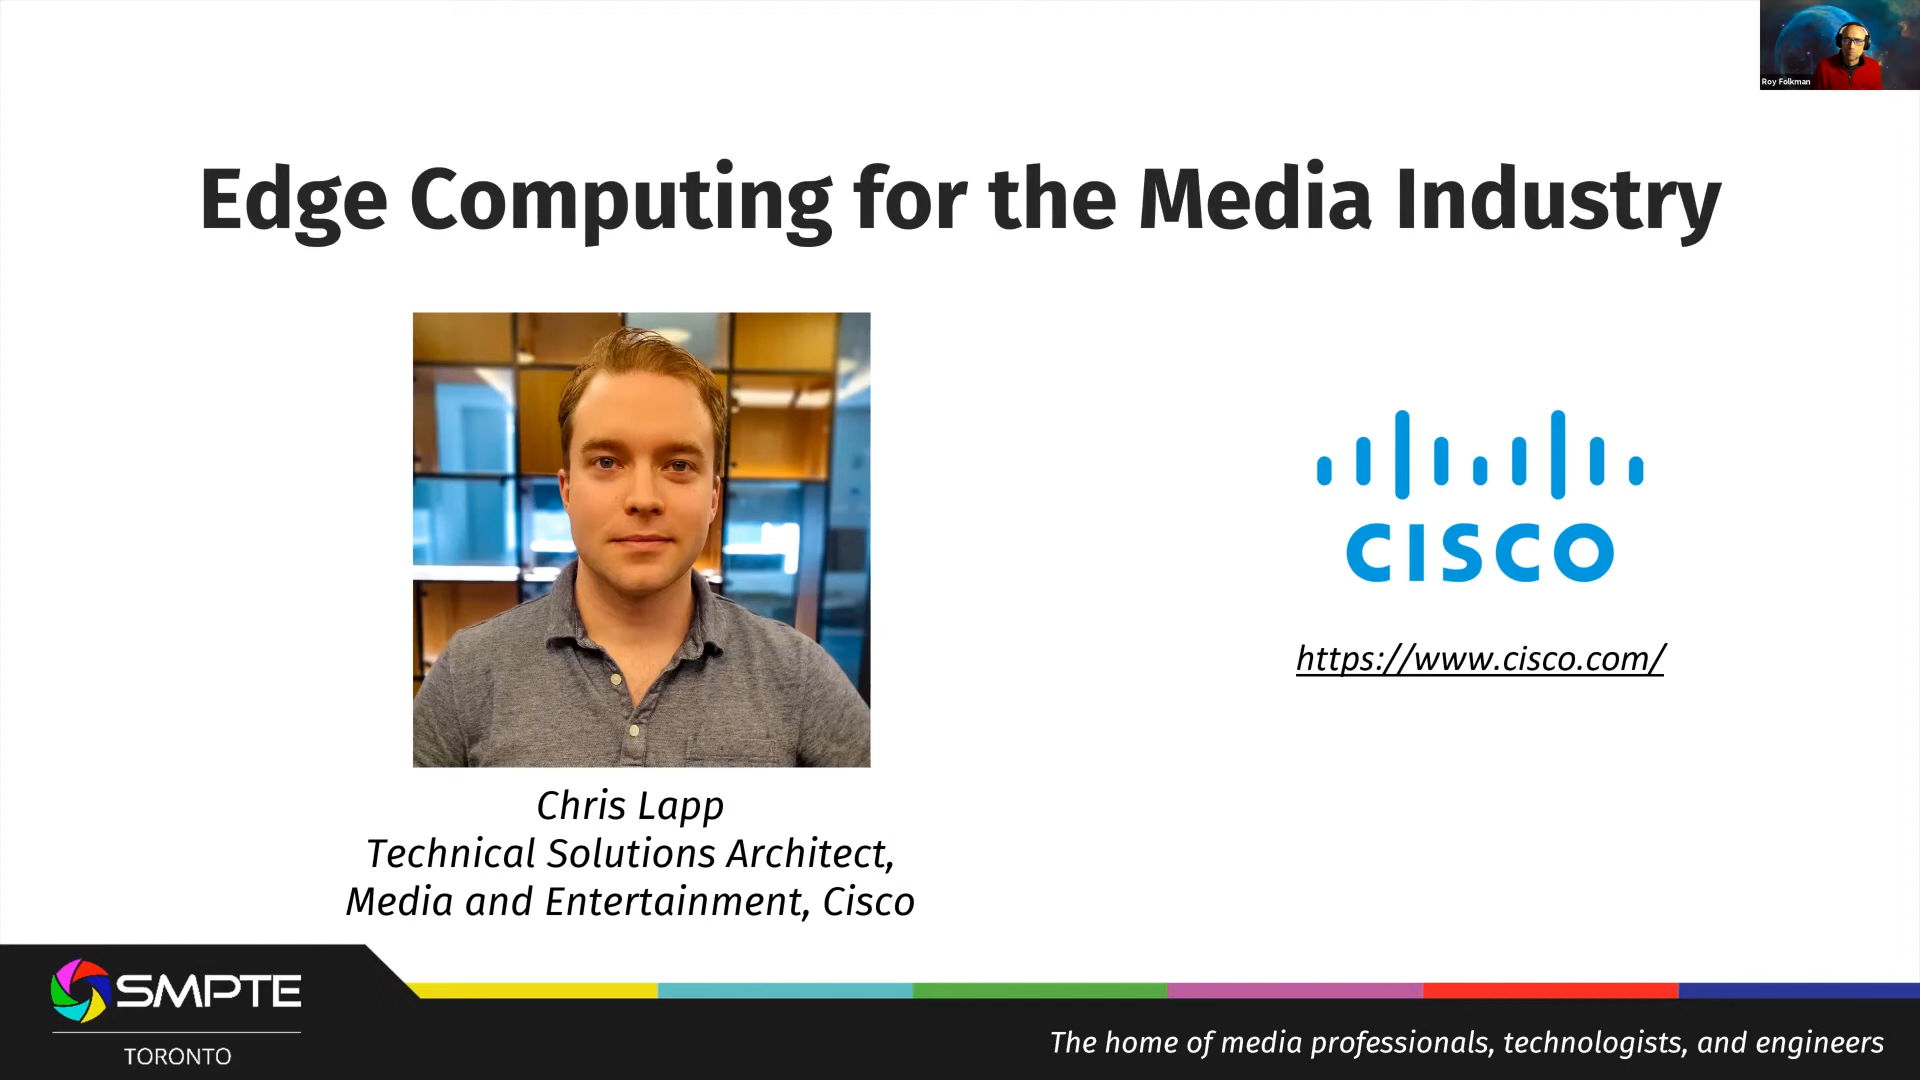 Roy Folkman
Edge Computing for the Media Industry
CISCO
https://www.cisco.com/
Chris Lapp
Technical Solutions Architect,
Media and Entertainment, Cisco
SMPTE
TORONTO
The home of media professionals, technologists, and engineers